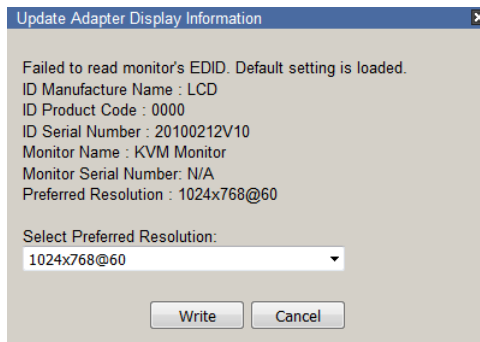 Update Adapter Display Information
Failed to read monitor's EDID. Default setting is loaded.
ID Manufacture Name : LCD
ID Product Code : 0000
ID Serial Number : 20100212V10
Monitor Name : KVM Monitor
Monitor Serial Number: N/A
Preferred Resolution : 1024x768@60
Select Preferred Resolution:
1024x768@60
Write Cancel